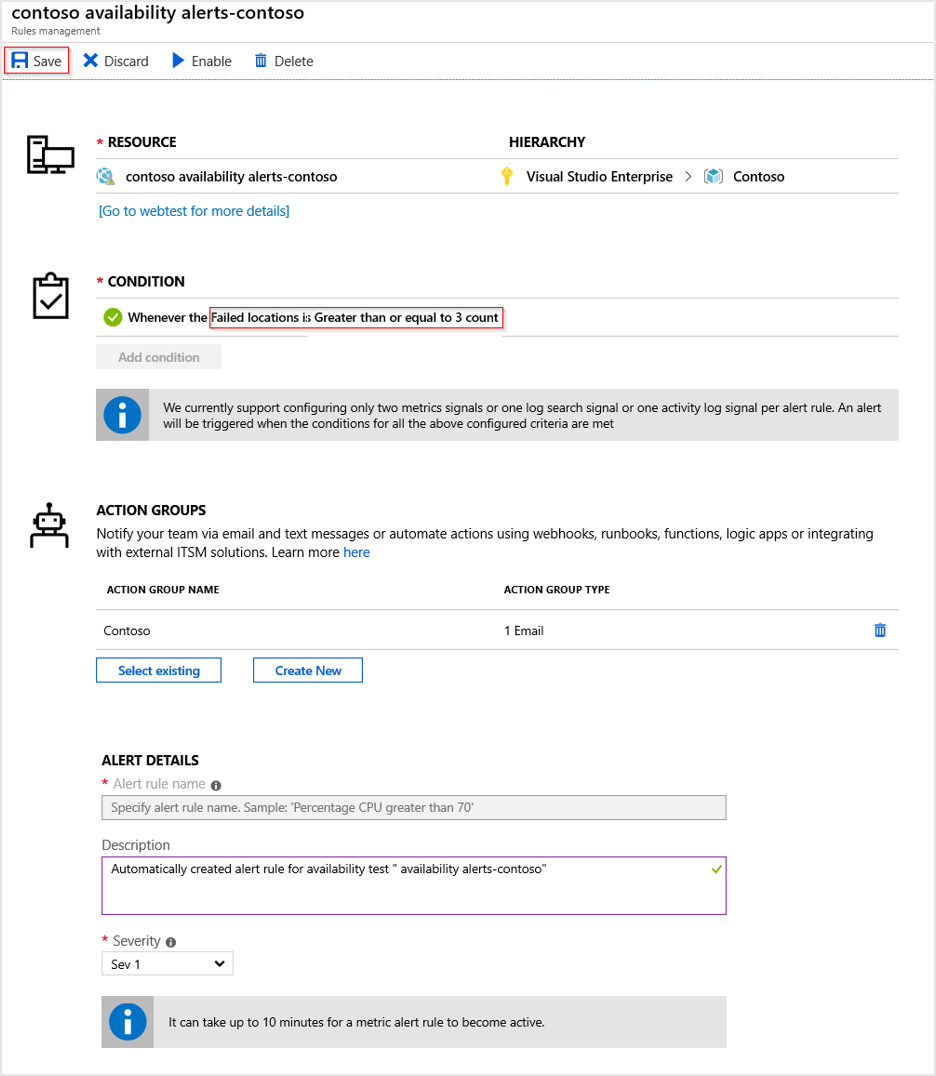 contoso availability alerts-contoso
Rules management
Save Discard Enable Delete
* RESOURCE HIERARCHY
contoso availability alerts-contoso Visual Studio Enterprise > Contoso
[Go to webtest for more details]
* CONDITION
Whenever the Failed locations is Greater than or equal to 3 count
Add condition
We currently support configuring only two metrics signals or one log search signal or one activity log signal per alert rule. An alert
will be triggered when the conditions for all the above configured criteria are met
ACTION GROUPS
Notify your team via email and text messages or automate actions using webhooks, runbooks, functions, logic apps or integrating
with external ITSM solutions. Learn more here
ACTION GROUP NAME ACTION GROUP TYPE
Contoso 1 Email
Select existing Create New
ALERT DETAILS
* Alert rule name
Specify alert rule name. Sample: 'Percentage CPU greater than 70'
Description
Automatically created alert rule for availability test " availability alerts-contoso"
* Severity
Sev 1
It can take up to 10 minutes for a metric alert rule to become active.